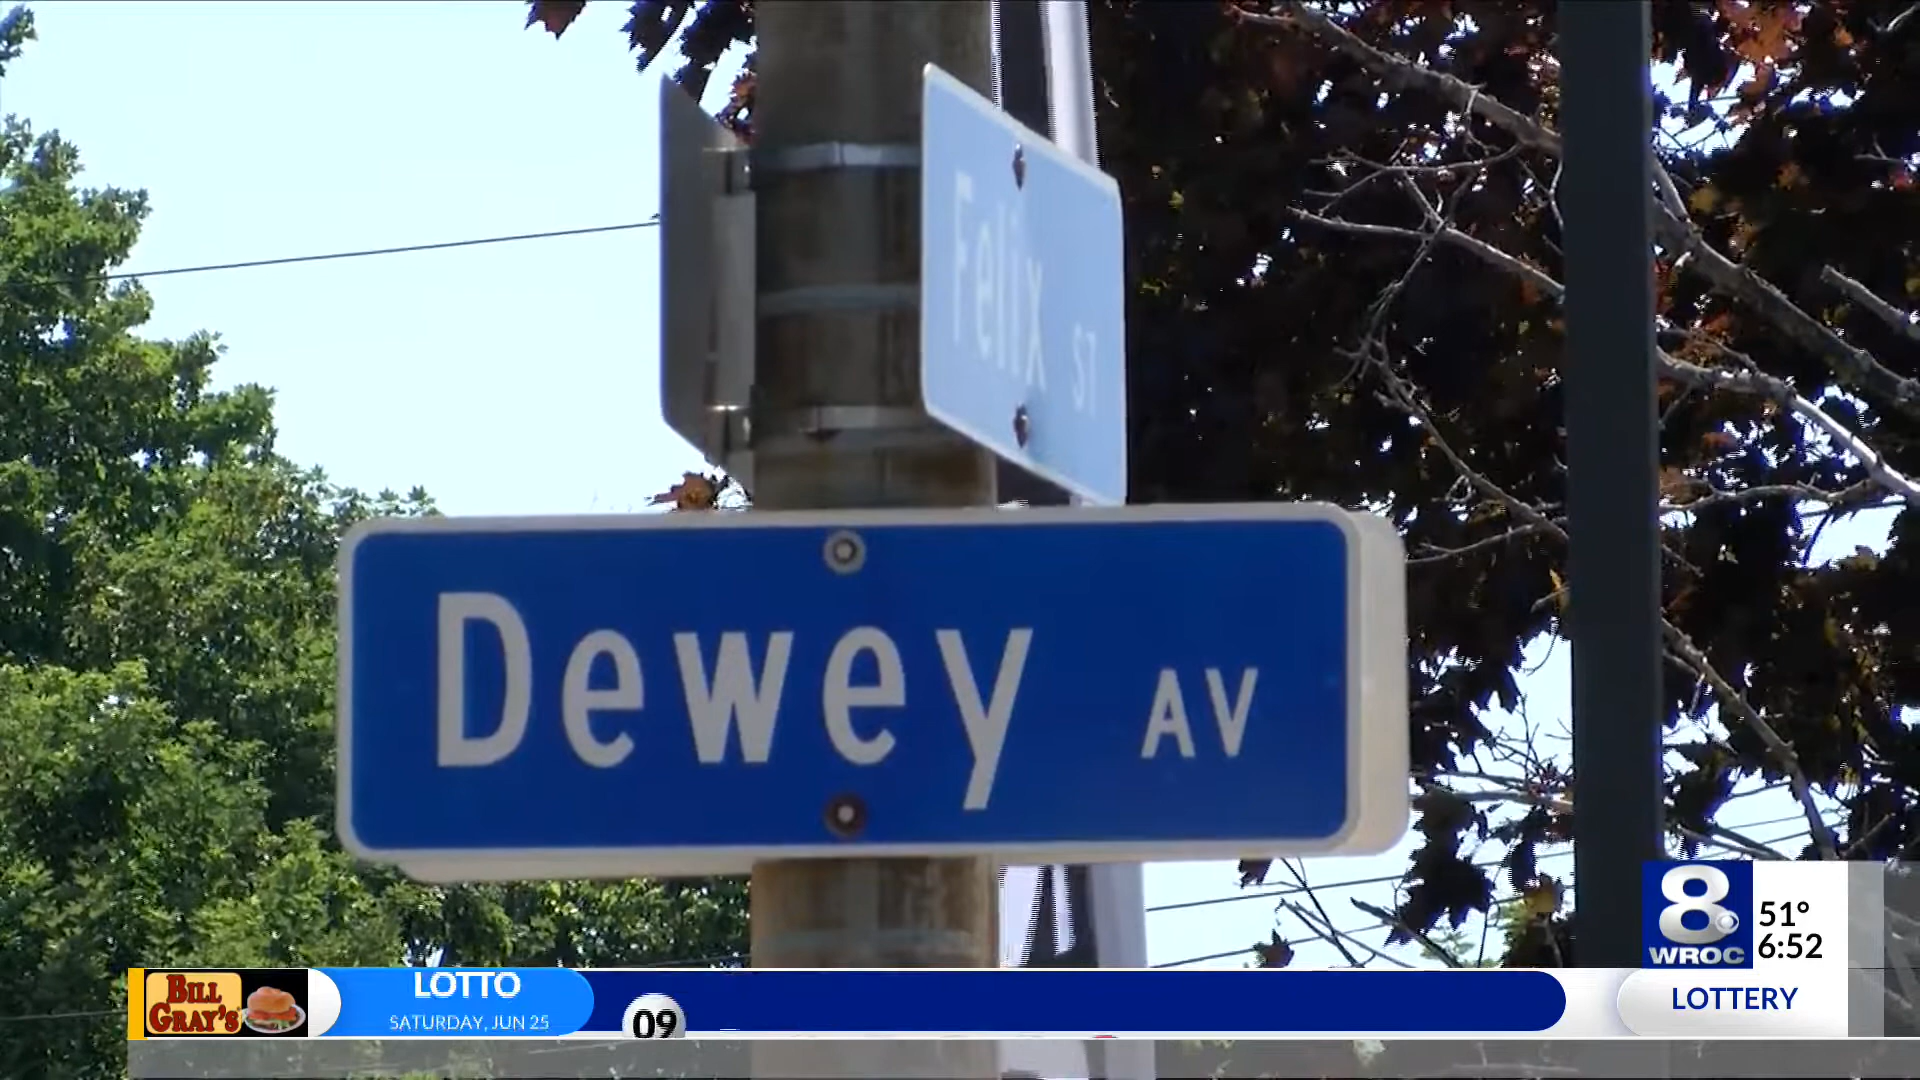 Felix ST
Dewey AV
8
WROC
51°
6:52
BILL
GRAY'S
LOTTO
SATURDAY, JUN 25
09
LOTTERY